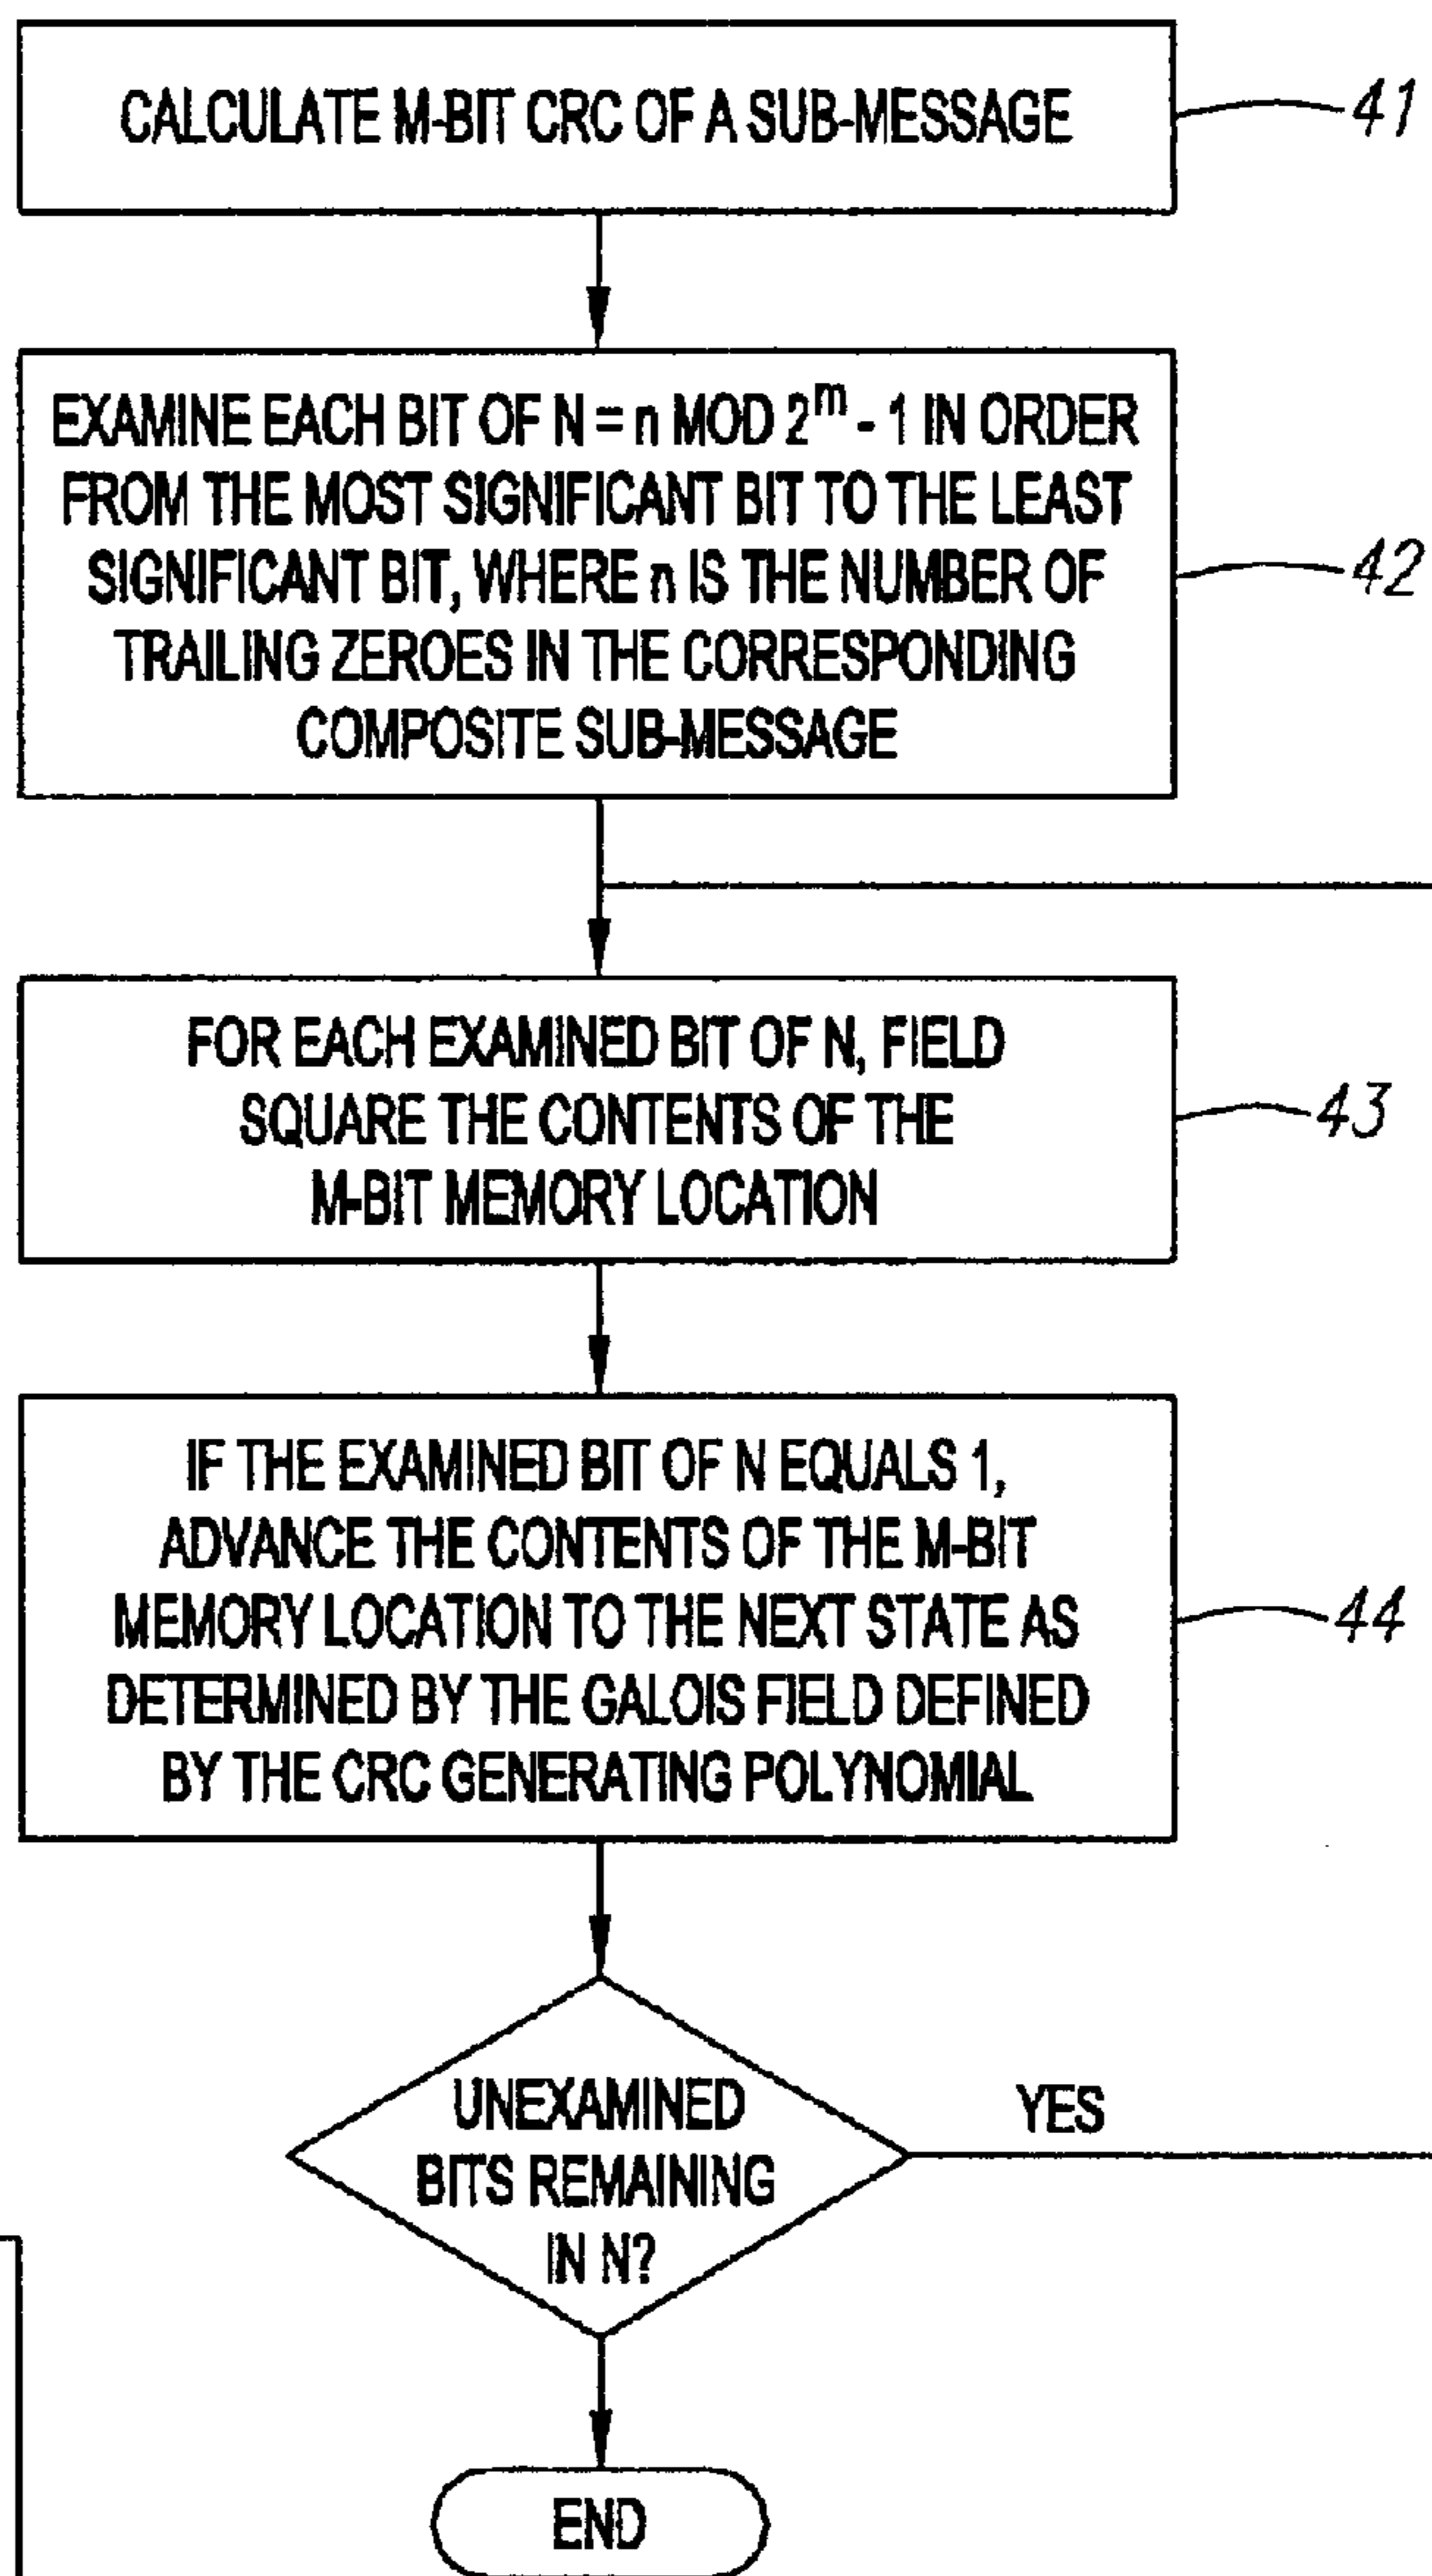 CALCULATE M-BIT CRC OF A SUB-MESSAGE
41
EXAMINE EACH BIT OF N = n MOD 2^m - 1 IN ORDER
FROM THE MOST SIGNIFICANT BIT TO THE LEAST
SIGNIFICANT BIT, WHERE n IS THE NUMBER OF
TRAILING ZEROES IN THE CORRESPONDING
COMPOSITE SUB-MESSAGE
42
FOR EACH EXAMINED BIT OF N, FIELD
SQUARE THE CONTENTS OF THE
M-BIT MEMORY LOCATION
43
IF THE EXAMINED BIT OF N EQUALS 1,
ADVANCE THE CONTENTS OF THE M-BIT
MEMORY LOCATION TO THE NEXT STATE AS
DETERMINED BY THE GALOIS FIELD DEFINED
BY THE CRC GENERATING POLYNOMIAL
44
UNEXAMINED
BITS REMAINING
IN N?
YES
END